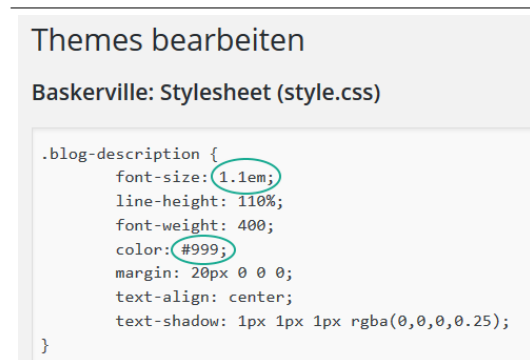 Themes bearbeiten
Baskerville: Stylesheet (style.css)
.blog-description {
font-size: 1.1em;
line-height: 110%;
font-weight: 400;
color: #999;
margin: 20px 0 0 0;
text-align: center;
text-shadow: 1px 1px 1px rgba(0,0,0,0.25);
}